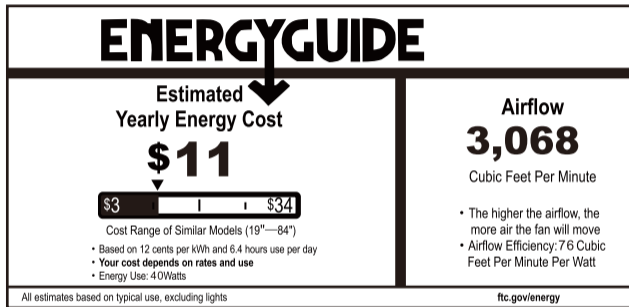 ENERGYGUIDE
Estimated
Yearly Energy Cost
$11
$3
$34
Cost Range of Similar Models (19"—84")
• Based on 12 cents per kWh and 6.4 hours use per day
• Your cost depends on rates and use
• Energy Use: 40Watts
Airflow
3,068
Cubic Feet Per Minute
• The higher the airflow, the
more air the fan will move
• Airflow Efficiency:76 Cubic
Feet Per Minute Per Watt
All estimates based on typical use, excluding lights
ftc.gov/energy